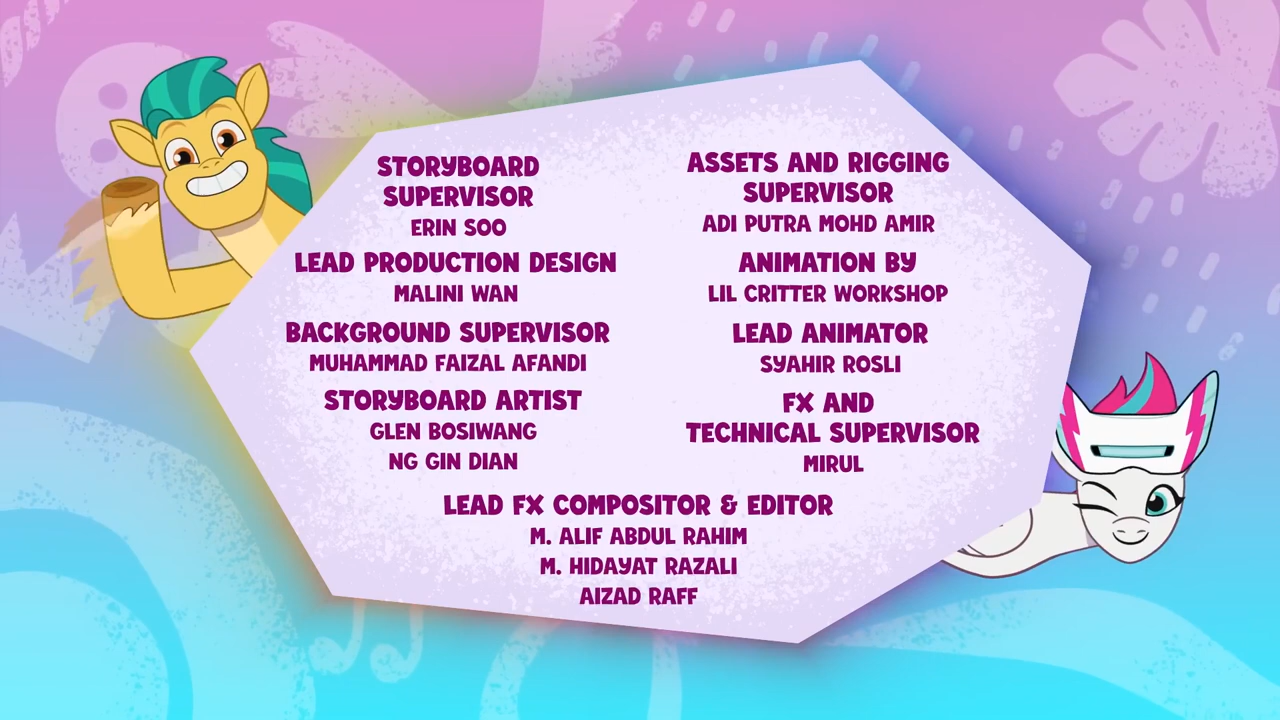 STORYBOARD
SUPERVISOR
ERIN SOO
LEAD PRODUCTION DESIGN
MALINI WAN
BACKGROUND SUPERVISOR
MUHAMMAD FAIZAL AFANDI
STORYBOARD ARTIST
GLEN BOSIWANG
NG GIN DIAN
ASSETS AND RIGGING
SUPERVISOR
ADI PUTRA MOHD AMIR
ANIMATION BY
LIL CRITTER WORKSHOP
LEAD ANIMATOR
SYAHIR ROSLI
FX AND
TECHNICAL SUPERVISOR
MIRUL
LEAD FX COMPOSITOR & EDITOR
M. ALIF ABDUL RAHIM
M. HIDAYAT RAZALI
AIZAD RAFF